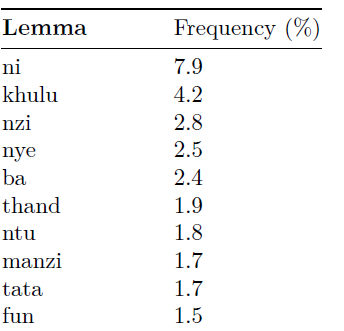 Lemma Frequency (%)
ni 7.9
khulu 4.2
nzi 2.8
nye 2.5
ba 2.4
thand 1.9
ntu 1.8
manzi 1.7
tata 1.7
fun 1.5